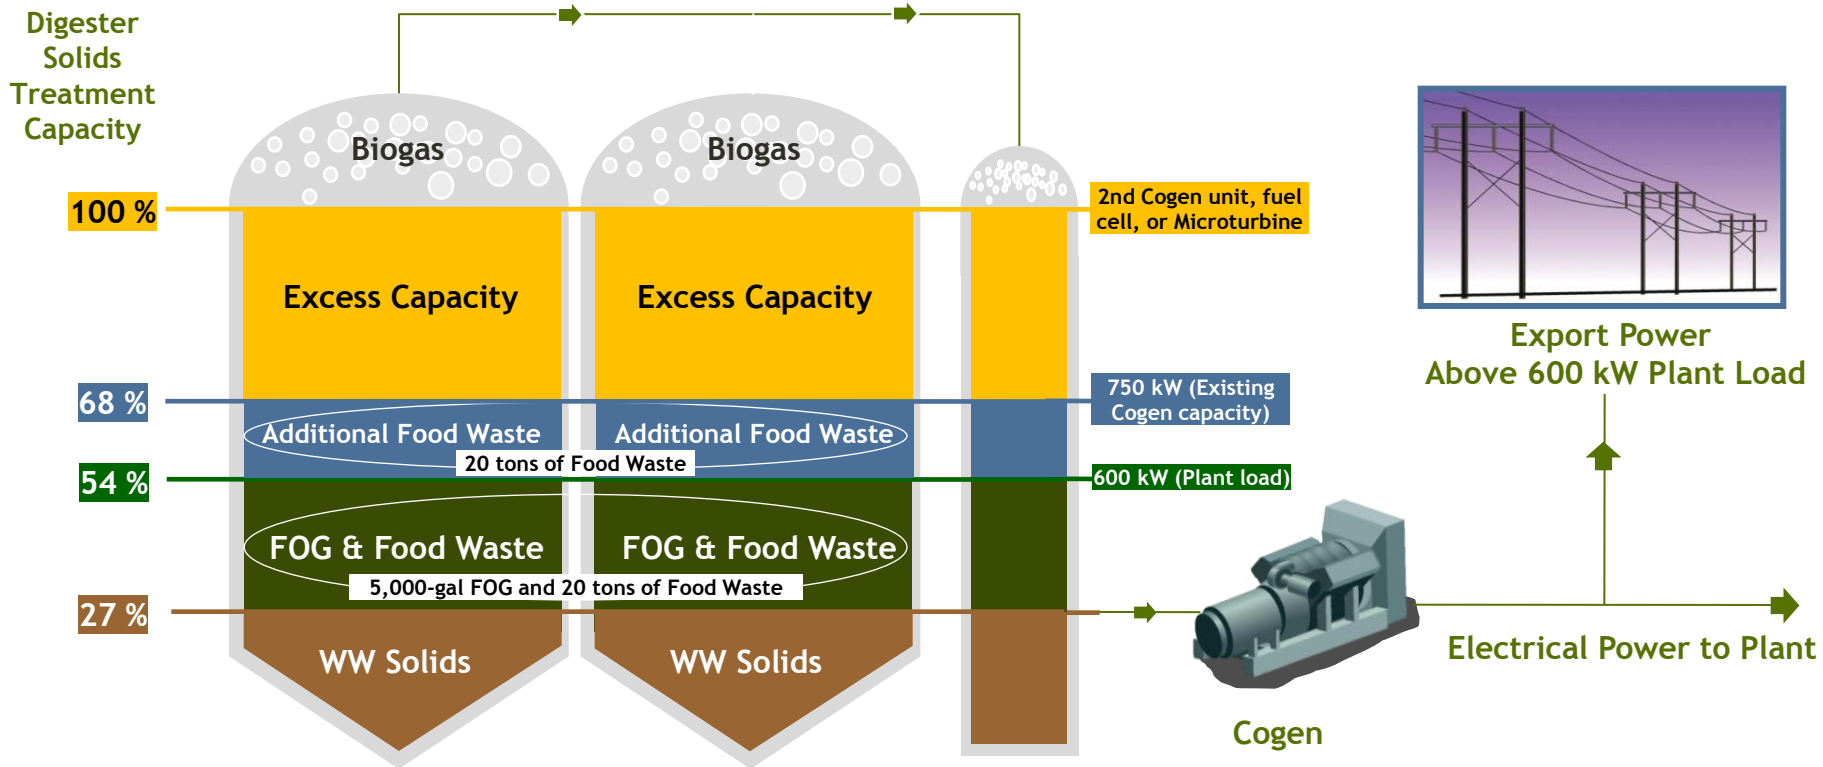 Digester
Solids
Treatment
Capacity
Biogas
Biogas
100 %
2nd Cogen unit, fuel
cell, or Microturbine
Excess Capacity
Excess Capacity
Export Power
Above 600 kW Plant Load
68 %
750 kW (Existing
Cogen capacity)
Additional Food Waste
Additional Food Waste
20 tons of Food Waste
54 %
600 kW (Plant load)
FOG & Food Waste
FOG & Food Waste
5,000-gal FOG and 20 tons of Food Waste
27 %
WW Solids
WW Solids
Electrical Power to Plant
Cogen